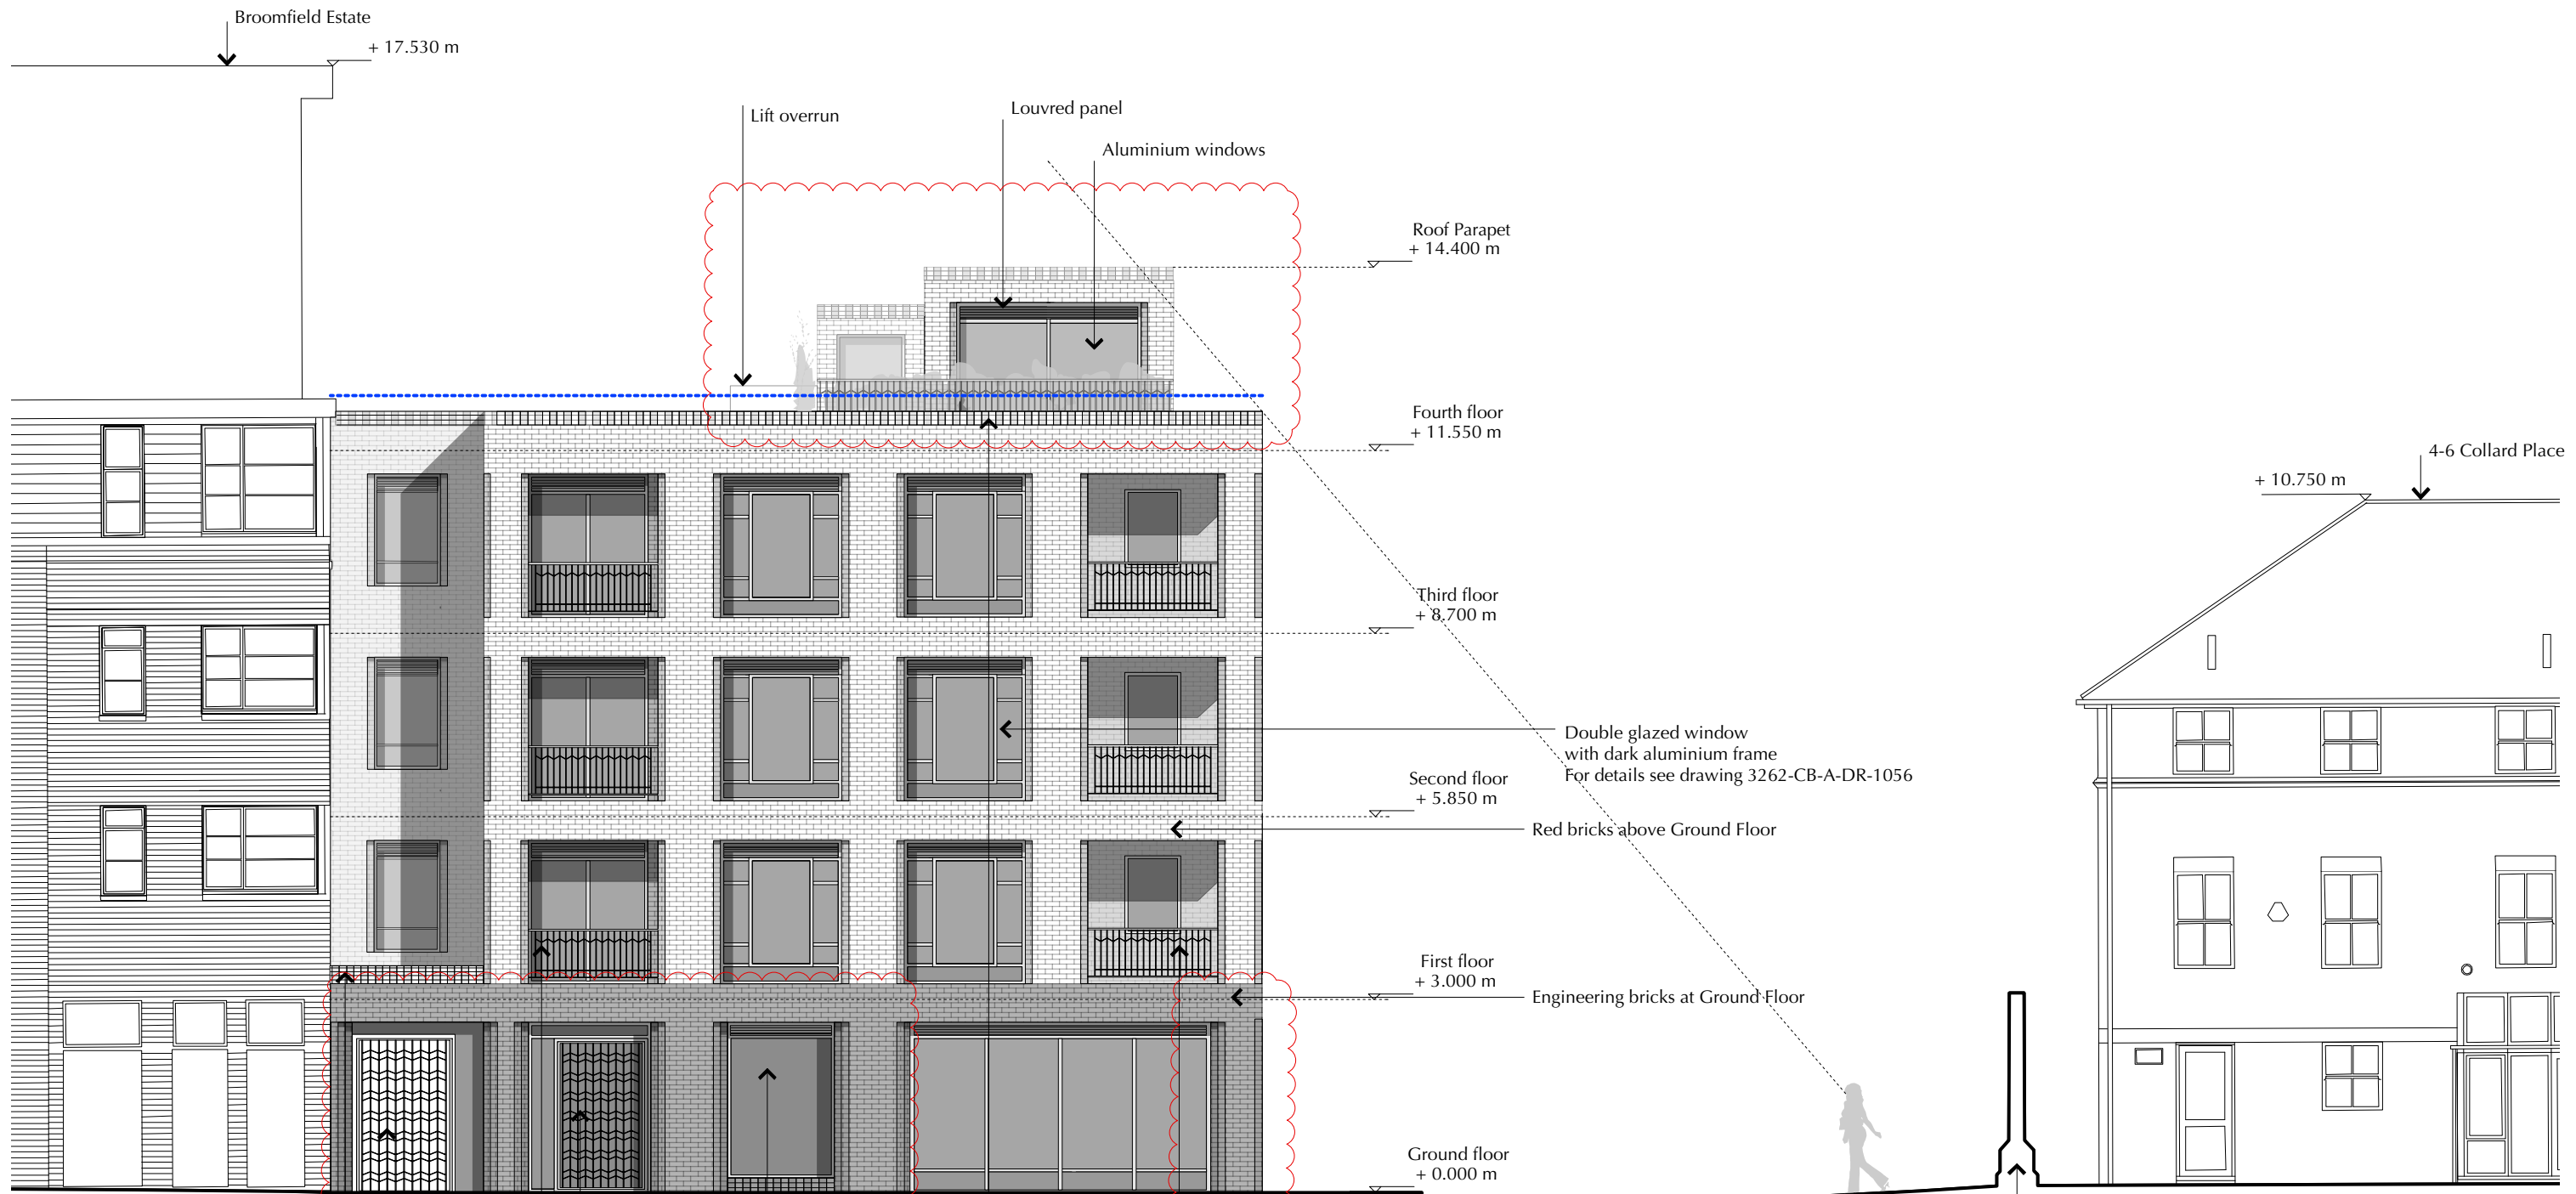 Broomfield Estate
+ 17.530 m
Lift overrun
Louvred panel
Aluminium windows
Roof Parapet
+ 14.400 m
Fourth floor
+ 11.550 m
4-6 Collard Place
+ 10.750 m
Third floor
+ 8.700 m
Double glazed window
with dark aluminium frame
For details see drawing 3262-CB-A-DR-1056
Second floor
+ 5.850 m
Red bricks above Ground Floor
First floor
+ 3.000 m
Engineering bricks at Ground Floor
Ground floor
+ 0.000 m